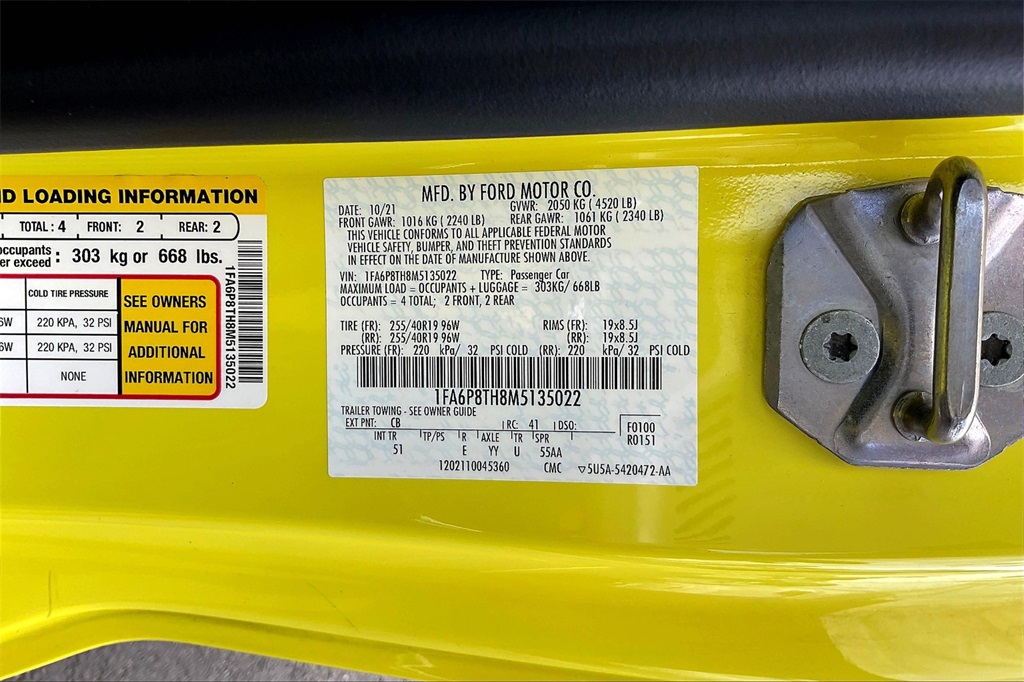 ND LOADING INFORMATION
TOTAL: 4 FRONT: 2 REAR: 2
occupants
er exceed : 303 kg or 668 lbs.
COLD TIRE PRESSURE
6W 220 KPA, 32 PSI
6W 220 KPA, 32 PSI
NONE
SEE OWNERS
MANUAL FOR
ADDITIONAL
INFORMATION
1FA6P8TH8M5135022
MFD. BY FORD MOTOR CO.
DATE: 10/21 GVWR: 2050 KG ( 4520 LB)
FRONT GAWR: 1016 KG ( 2240 LB) REAR GAWR: 1061 KG ( 2340 LB)
THIS VEHICLE CONFORMS TO ALL APPLICABLE FEDERAL MOTOR
VEHICLE SAFETY, BUMPER, AND THEFT PREVENTION STANDARDS
IN EFFECT ON THE DATE OF MANUFACTURE SHOWN ABOVE.
VIN: 1FA6P8TH8M5135022 TYPE: Passenger Car
MAXIMUM LOAD = OCCUPANTS + LUGGAGE = 303KG/ 668LB
OCCUPANTS = 4 TOTAL; 2 FRONT, 2 REAR
TIRE (FR): 255/40R19 96W RIMS (FR): 19x8.5J
(RR): 255/40R19 96W (RR): 19x8.5J
PRESSURE (FR): 220 kPa/ 32 PSI COLD (RR): 220 kPa/ 32 PSI COLD
1FA6P8TH8M5135022
TRAILER TOWING - SEE OWNER GUIDE
EXT PNT: CB RC: 41 DSO: F0100
R0151
INT TR TP/PS R AXLE TR SPR
51 E YY U 55AA
1202110045360 CMC ▽5U5A-5420472-AA